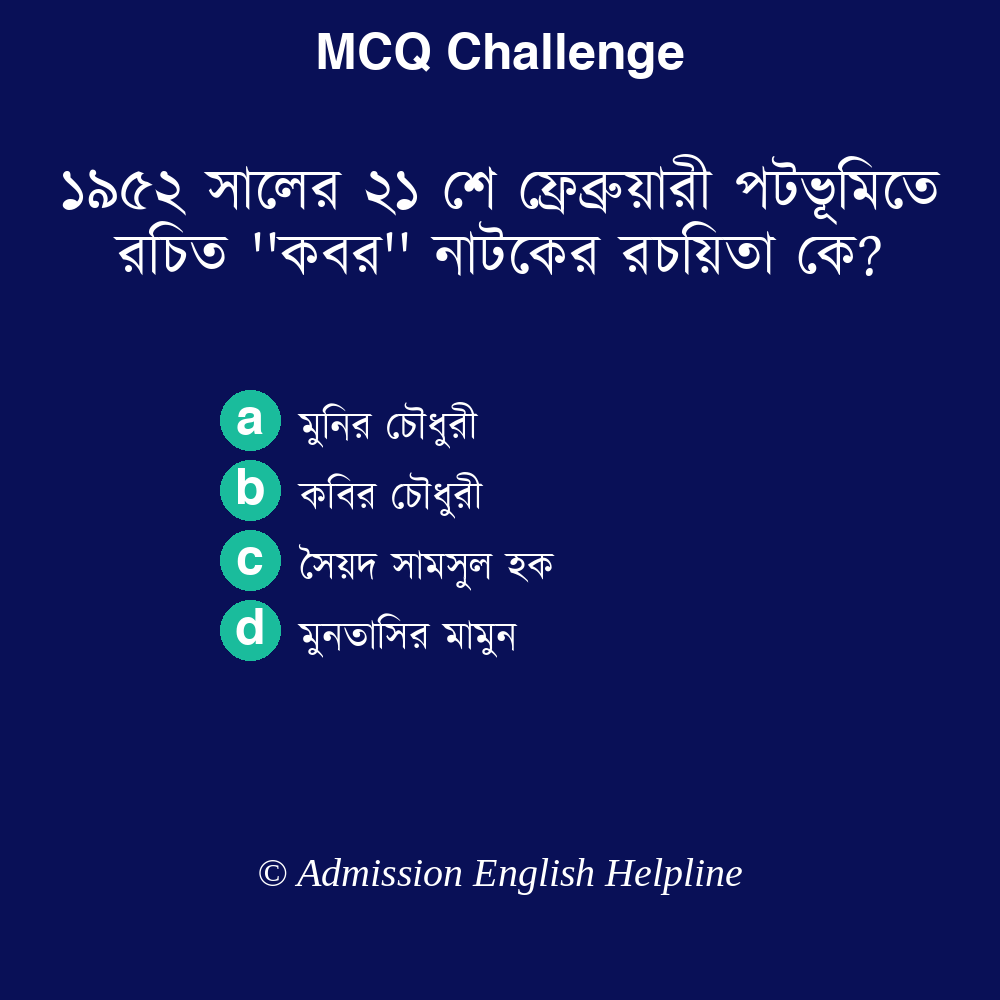 MCQ Challenge
১৯৫২ সালের ২১ শে ফ্রেব্রুয়ারী পটভূমিতে
রচিত "কবর" নাটকের রচয়িতা কে?
a মুনির চৌধুরী
b কবির চৌধুরী
c সৈয়দ সামসুল হক
d মুনতাসির মামুন
© Admission English Helpline